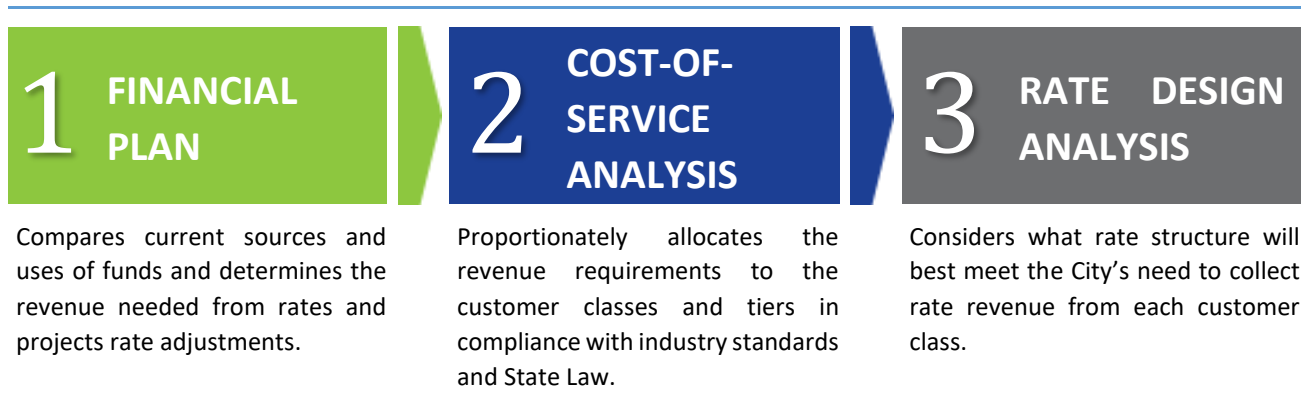 1
FINANCIAL
PLAN
Compares current sources and
uses of funds and determines the
revenue needed from rates and
projects rate adjustments.
2
COST-OF-
SERVICE
ANALYSIS
Proportionately allocates the
revenue requirements to the
customer classes and tiers in
compliance with industry standards
and State Law.
3
RATE DESIGN
ANALYSIS
Considers what rate structure will
best meet the City’s need to collect
rate revenue from each customer
class.